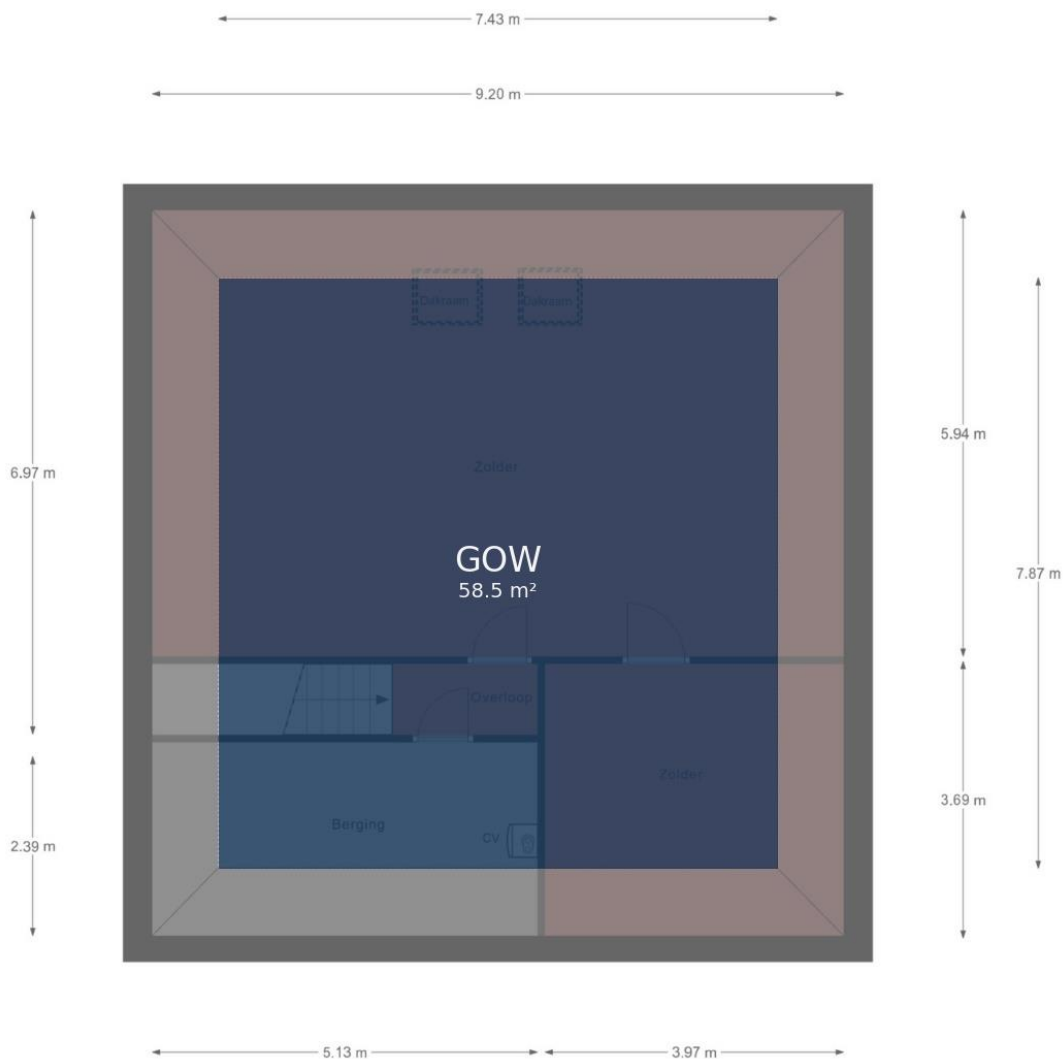 7.43 m
9.20 m
Dakraam
Dakraam
5.94 m
Zolder
6.97 m
GOW
7.87 m
58.5 m²
Overloop
Zolder
3.69 m
Berging
CV
2.39 m
5.13 m
3.97 m